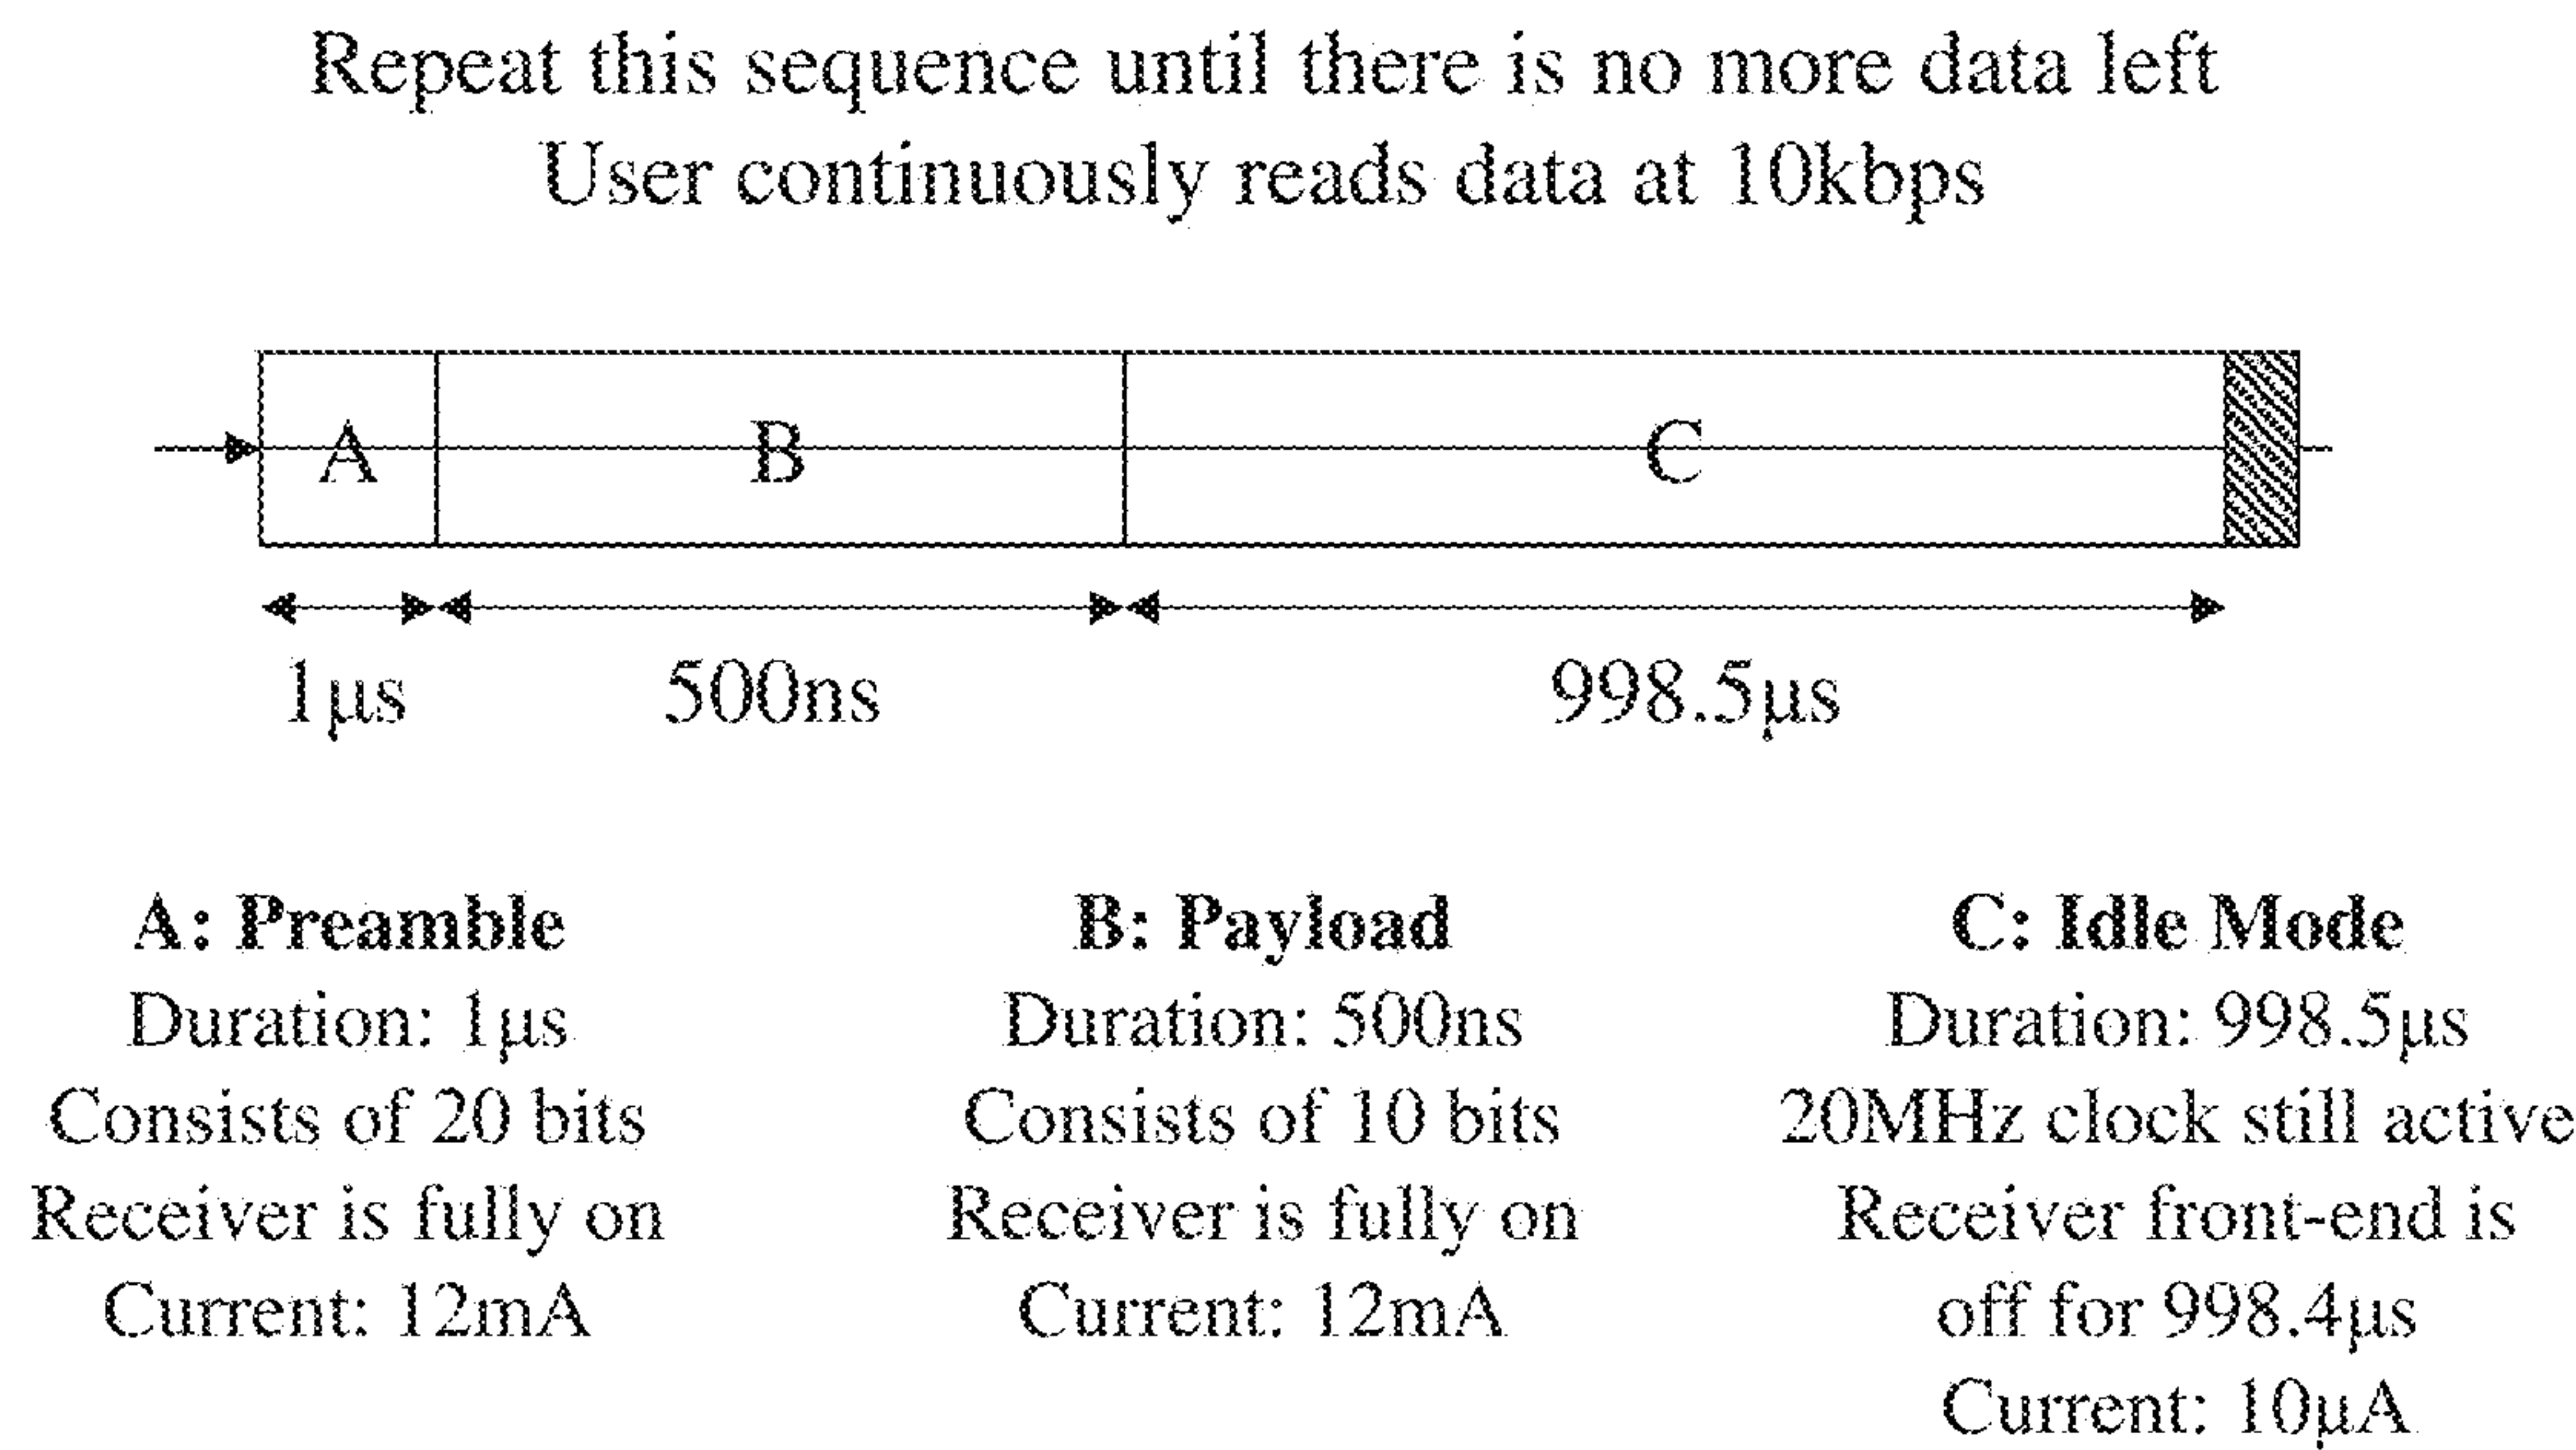 Repeat this sequence until there is no more data left
User continuously reads data at 10kbps
A
B
C
1µs
500ns
998.5µs
A: Preamble
Duration: 1µs
Consists of 20 bits
Receiver is fully on
Current: 12mA
B: Payload
Duration: 500ns
Consists of 10 bits
Receiver is fully on
Current: 12mA
C: Idle Mode
Duration: 998.5µs
20MHz clock still active
Receiver front-end is
off for 998.4µs
Current: 10µA